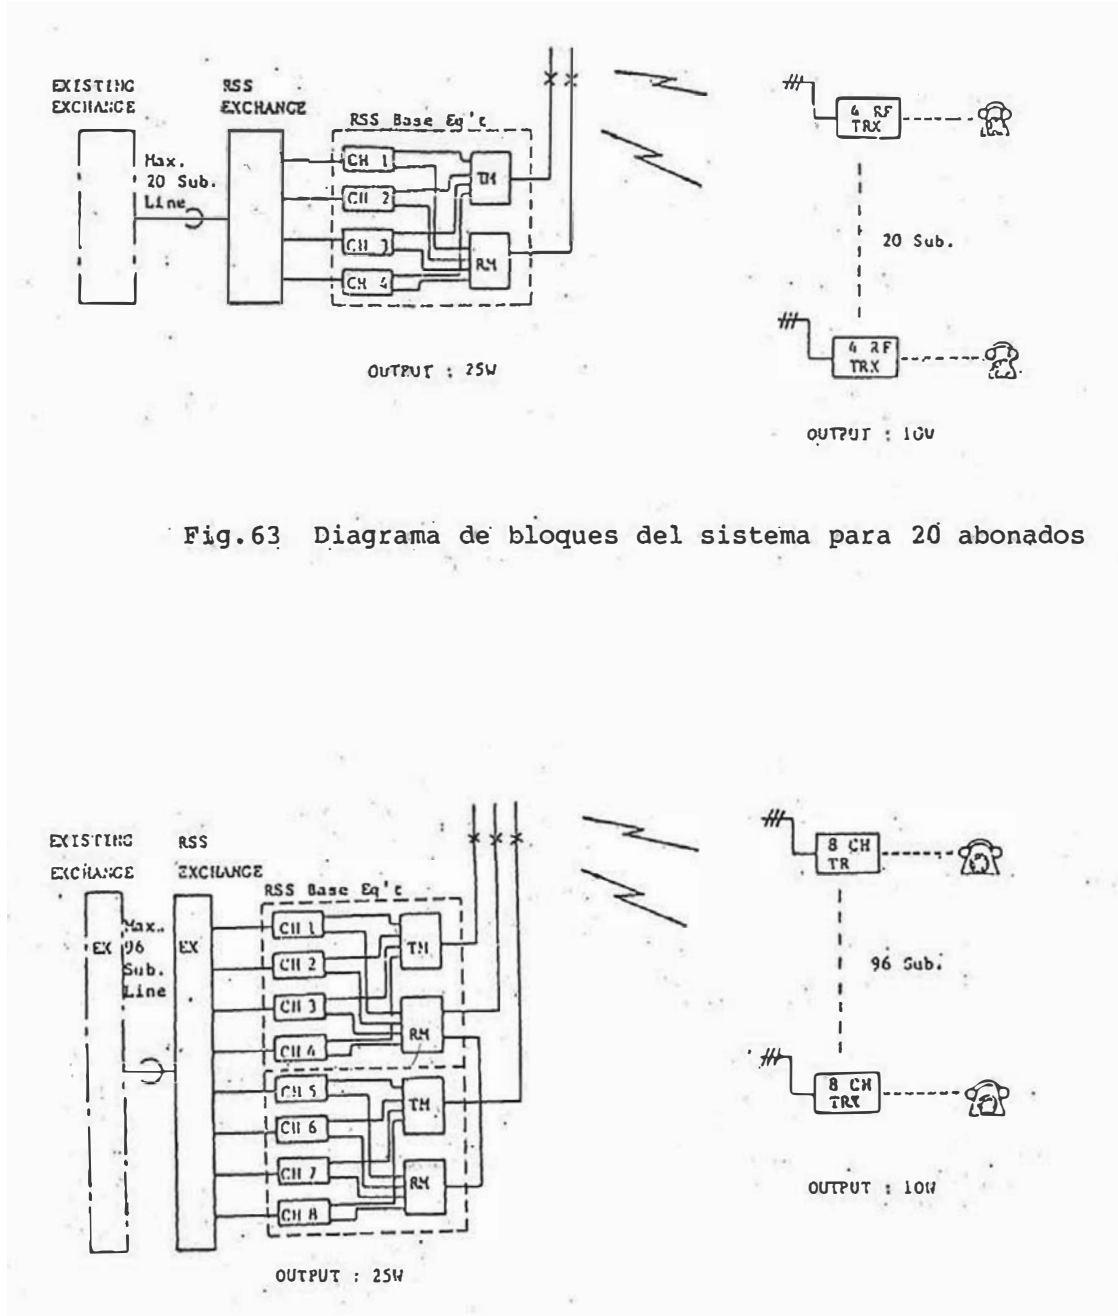 EXISTING
EXCHANGE
RSS
EXCHANGE
RSS Base Eq't
Max.
20 Sub.
Line
CH 1
CH 2
CH 3
CH 4
TM
RM
OUTPUT : 25W
4 RF
TRX
20 Sub.
4 RF
TRX
OUTPUT : 10W
Fig.63 Diagrama de bloques del sistema para 20 abonados
EXISTING
EXCHANGE
RSS
EXCHANGE
RSS Base Eq't
EX
Max.
96
Sub.
Line
EX
CH 1
CH 2
CH 3
CH 4
CH 5
CH 6
CH 7
CH 8
TM
RM
TM
RM
OUTPUT : 25W
8 CH
TR
96 Sub.
8 CH
TRX
OUTPUT : 10W